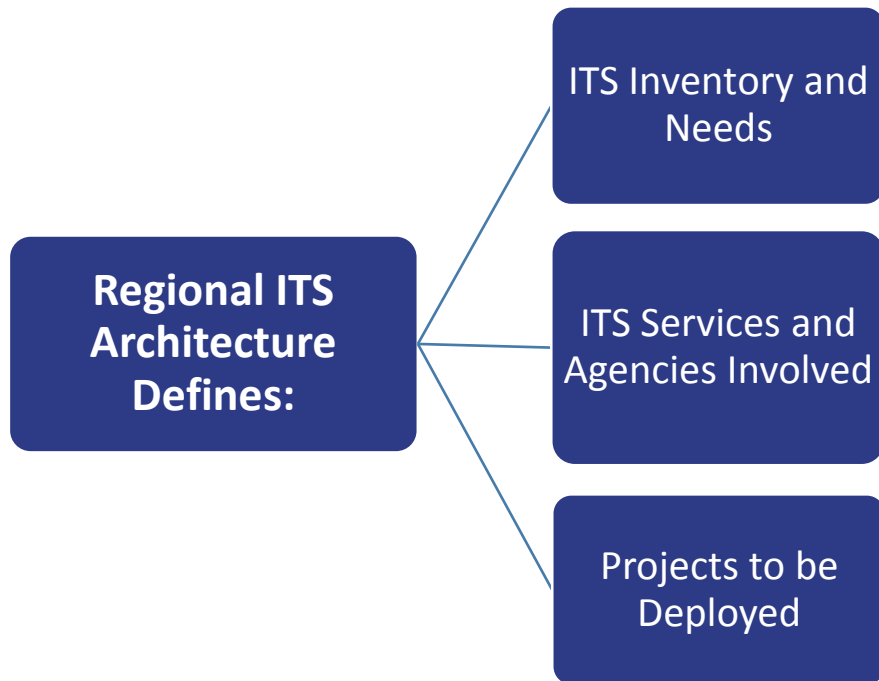 Regional ITS
Architecture
Defines:
ITS Inventory and
Needs
ITS Services and
Agencies Involved
Projects to be
Deployed